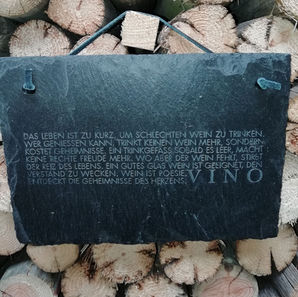 DAS LEBEN IST ZU KURZ, UM SCHLECHTEN WEIN ZU TRINKEN.
WER GENIESSEN KANN, TRINKT KEINEN WEIN MEHR, SONDERN
KOSTET GEHEIMNISSE. EIN TRINKGEFÄSS, SOBALD ES LEER, MACHT
KEINE RECHTE FREUDE MEHR. WO ABER DER WEIN FEHLT, STIRBT
DER REIZ DES LEBENS. EIN GUTES GLAS WEIN IST GEEIGNET, DEN
VERSTAND ZU WECKEN. WEIN IST POESIE,
ENTDECKT DIE GEHEIMNISSE DES HERZENS. VINO